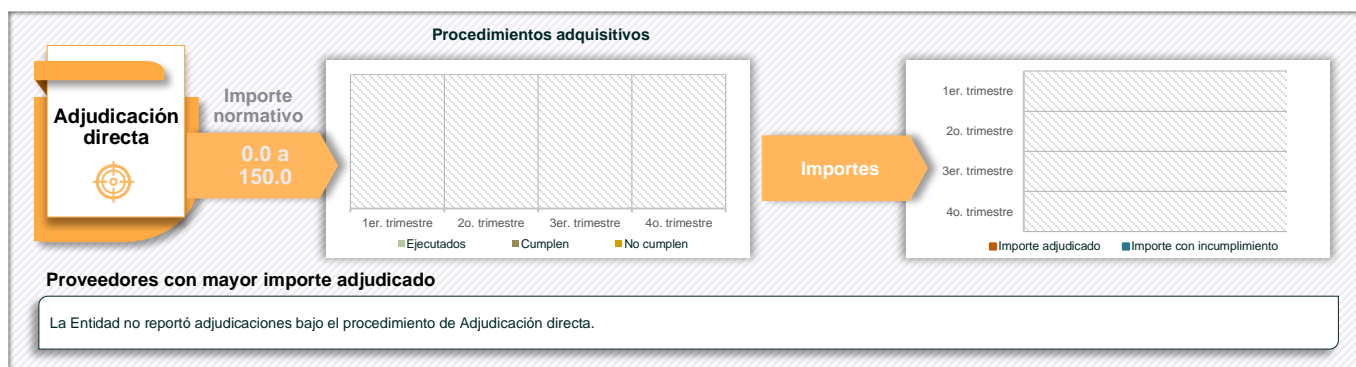 Procedimientos adquisitivos
Adjudicación
directa
Importe
normativo
0.0 a
150.0
1er. trimestre 2o. trimestre 3er. trimestre 4o. trimestre
Ejecutados Cumplen No cumplen
Importes
1er. trimestre
2o. trimestre
3er. trimestre
4o. trimestre
Importe adjudicado Importe con incumplimiento
Proveedores con mayor importe adjudicado
La Entidad no reportó adjudicaciones bajo el procedimiento de Adjudicación directa.